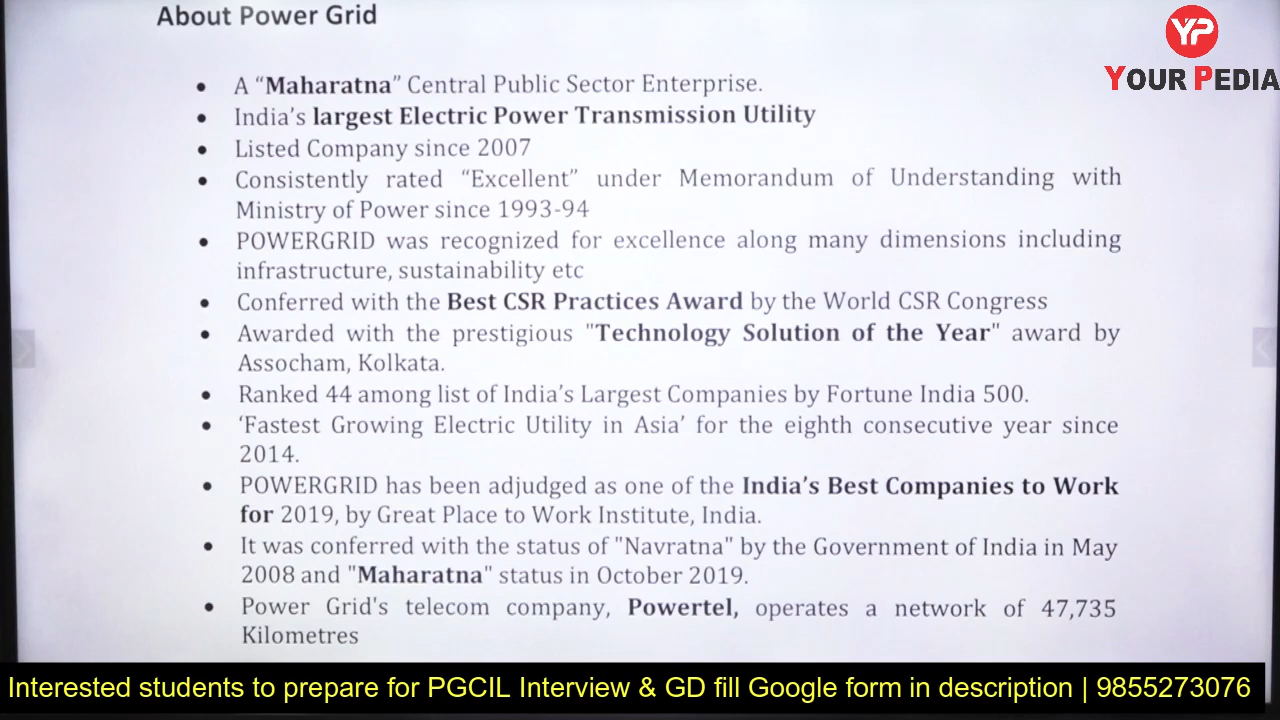 About Power Grid
YP
YOUR PEDIA
• A “Maharatna” Central Public Sector Enterprise.
• India’s largest Electric Power Transmission Utility
• Listed Company since 2007
• Consistently rated “Excellent” under Memorandum of Understanding with
Ministry of Power since 1993-94
• POWERGRID was recognized for excellence along many dimensions including
infrastructure, sustainability etc
• Conferred with the Best CSR Practices Award by the World CSR Congress
• Awarded with the prestigious "Technology Solution of the Year" award by
Assocham, Kolkata.
• Ranked 44 among list of India’s Largest Companies by Fortune India 500.
• ‘Fastest Growing Electric Utility in Asia’ for the eighth consecutive year since
2014.
• POWERGRID has been adjudged as one of the India’s Best Companies to Work
for 2019, by Great Place to Work Institute, India.
• It was conferred with the status of "Navratna" by the Government of India in May
2008 and "Maharatna" status in October 2019.
• Power Grid's telecom company, Powertel, operates a network of 47,735
Kilometres
Interested students to prepare for PGCIL Interview & GD fill Google form in description | 9855273076